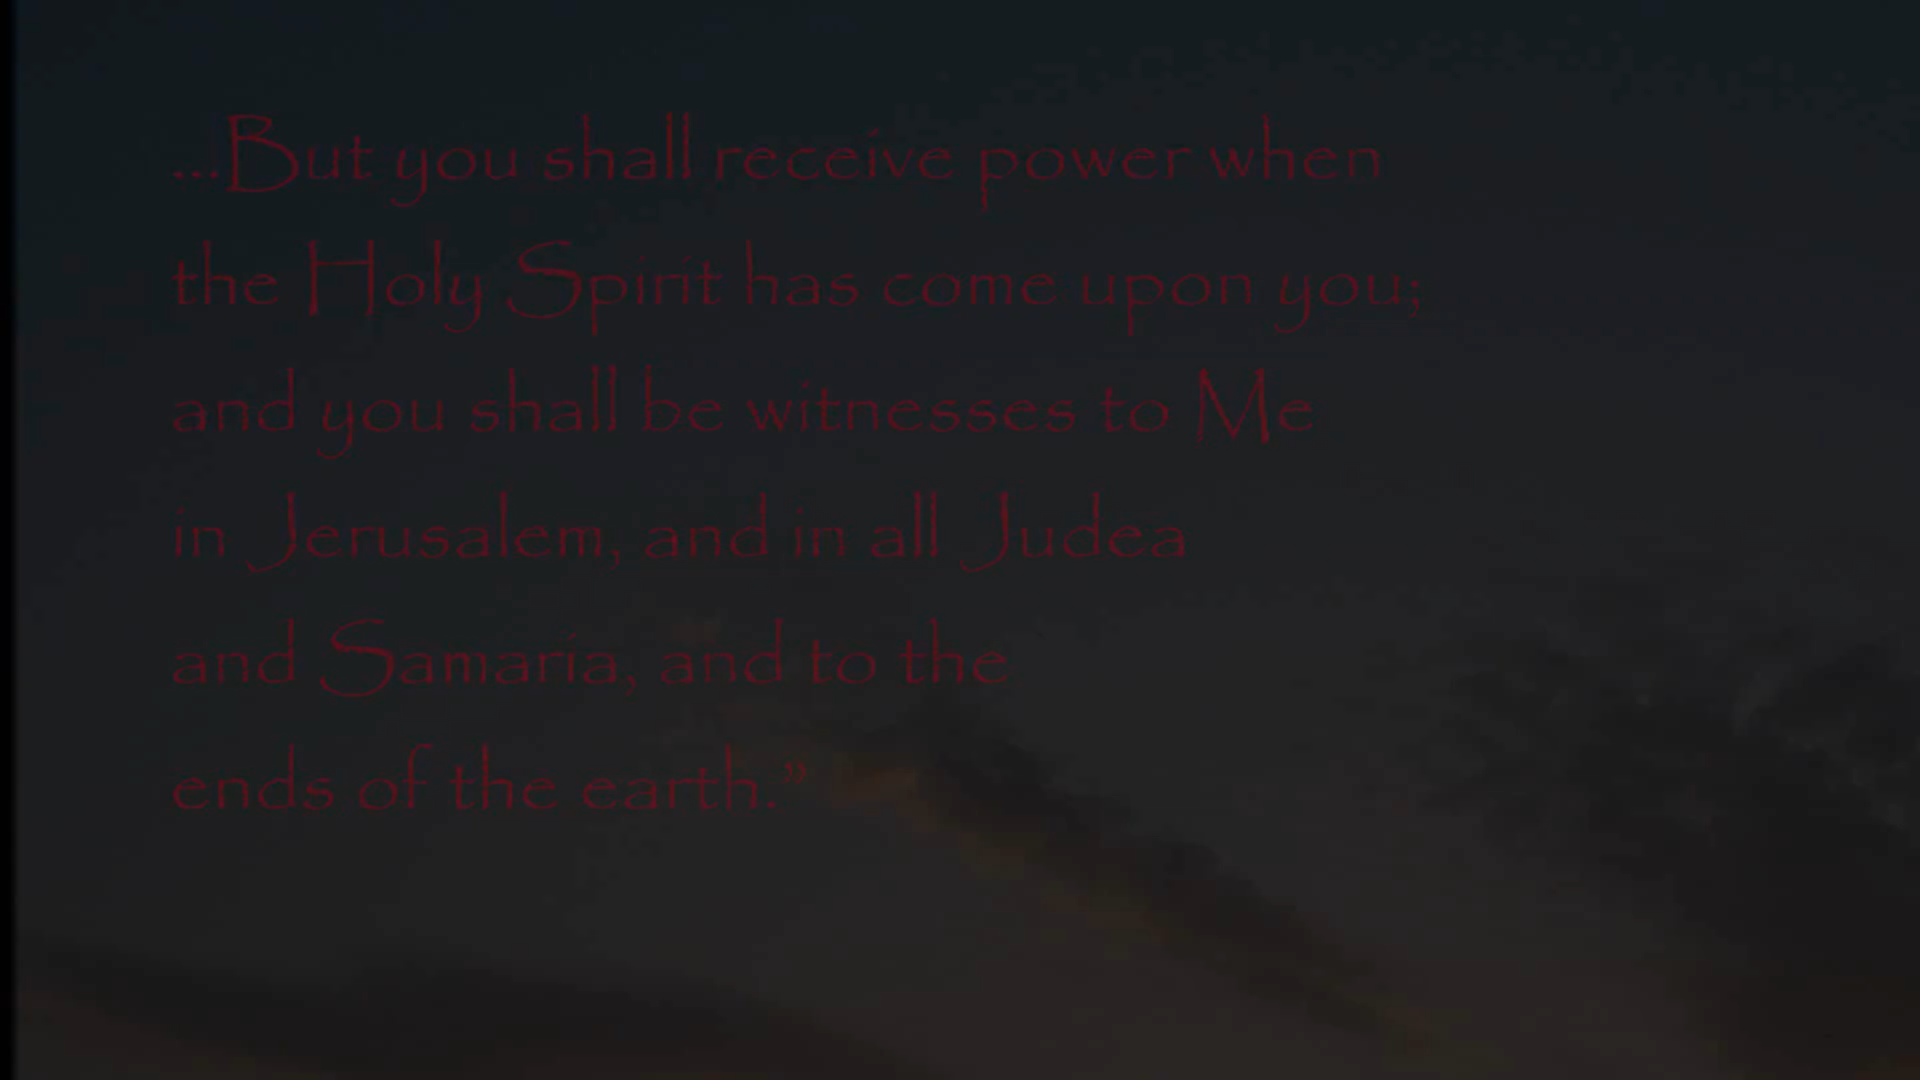 ...But you shall receive power when
the Holy Spirit has come upon you;
and you shall be witnesses to Me
in Jerusalem, and in all Judea
and Samaria, and to the
ends of the earth.”